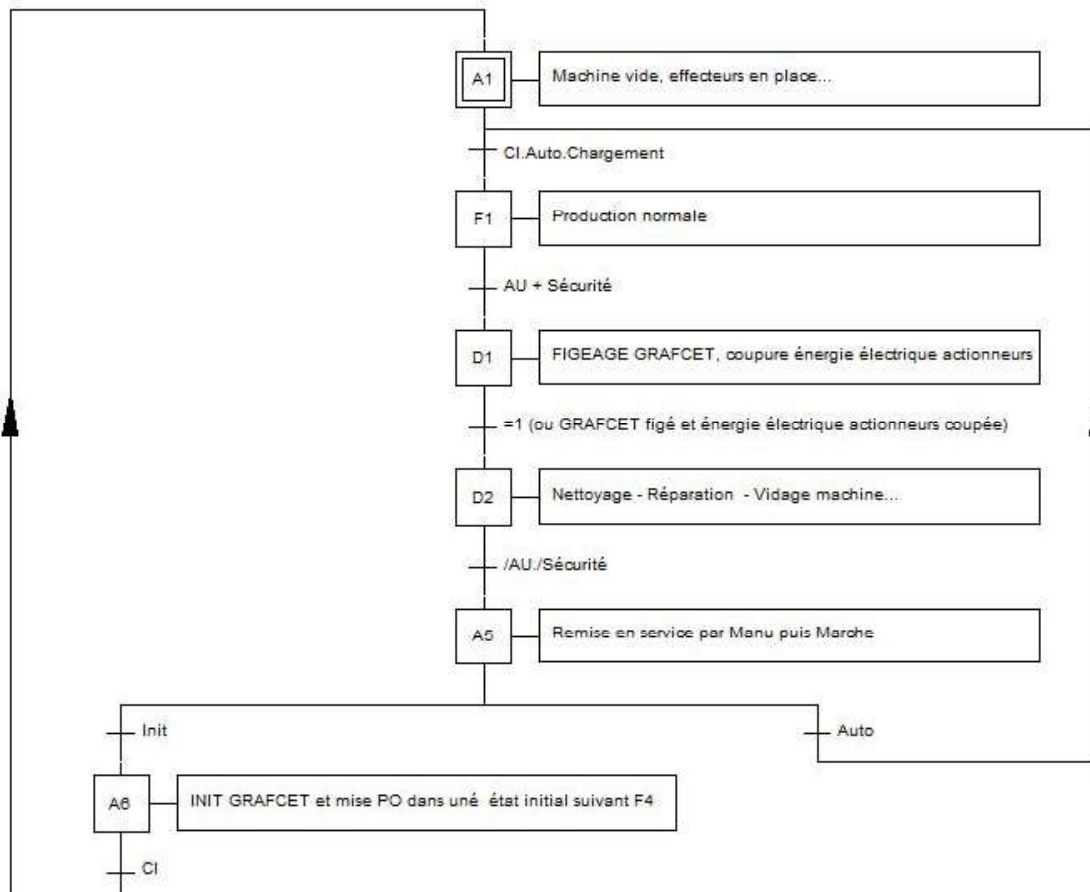 A1
Machine vide, effecteurs en place...
CI.Auto.Chargement
F1
Production normale
AU + Sécurité
D1
FIGEAGE GRAFCET, coupure énergie électrique actionneurs
=1 (ou GRAFCET figé et énergie électrique actionneurs coupée)
D2
Nettoyage - Réparation - Vidage machine...
/AU./Sécurité
A5
Remise en service par Manu puis Marche
Init
Auto
A6
INIT GRAFCET et mise PO dans uné état initial suivant F4
CI